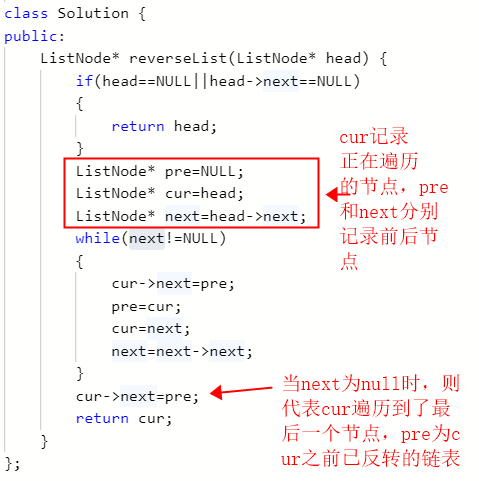 class Solution {
public:
    ListNode* reverseList(ListNode* head) {
        if(head==NULL||head->next==NULL)
        {
            return head;
        }
        ListNode* pre=NULL;
        ListNode* cur=head;
        ListNode* next=head->next;
        while(next!=NULL)
        {
            cur->next=pre;
            pre=cur;
            cur=next;
            next=next->next;
        }
        cur->next=pre;
        return cur;
    }
};
cur记录
正在遍历
的节点，pre
和next分别
记录前后节
点
当next为null时，则
代表cur遍历到了最
后一个节点，pre为c
ur之前已反转的链表